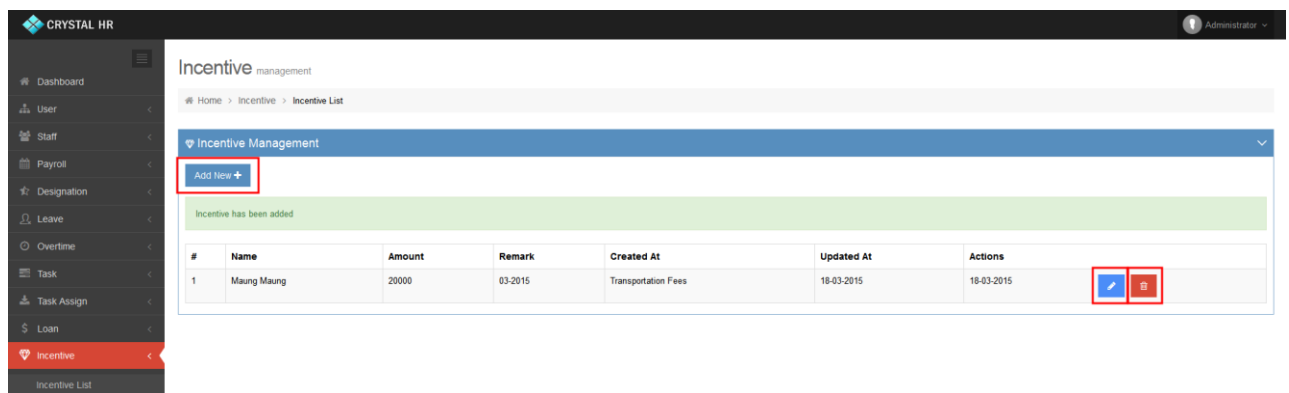 CRYSTAL HR
Administrator
Dashboard
User
Staff
Payroll
Designation
Leave
Overtime
Task
Task Assign
$ Loan
Incentive
Incentive List
Incentive management
Home > Incentive > Incentive List
Incentive Management
Add New +
Incentive has been added
# Name Amount Remark Created At Updated At Actions
1 Maung Maung 20000 03-2015 Transportation Fees 18-03-2015 18-03-2015